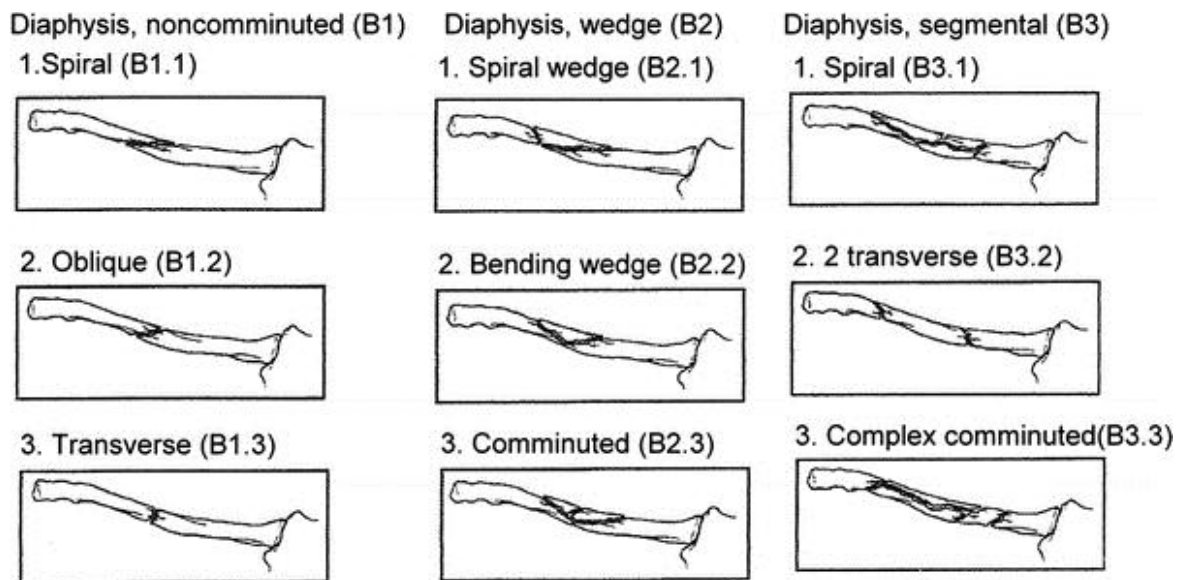 Diaphysis, noncomminuted (B1)
1.Spiral (B1.1)
2. Oblique (B1.2)
3. Transverse (B1.3)
Diaphysis, wedge (B2)
1. Spiral wedge (B2.1)
2. Bending wedge (B2.2)
3. Comminuted (B2.3)
Diaphysis, segmental (B3)
1. Spiral (B3.1)
2. 2 transverse (B3.2)
3. Complex comminuted(B3.3)